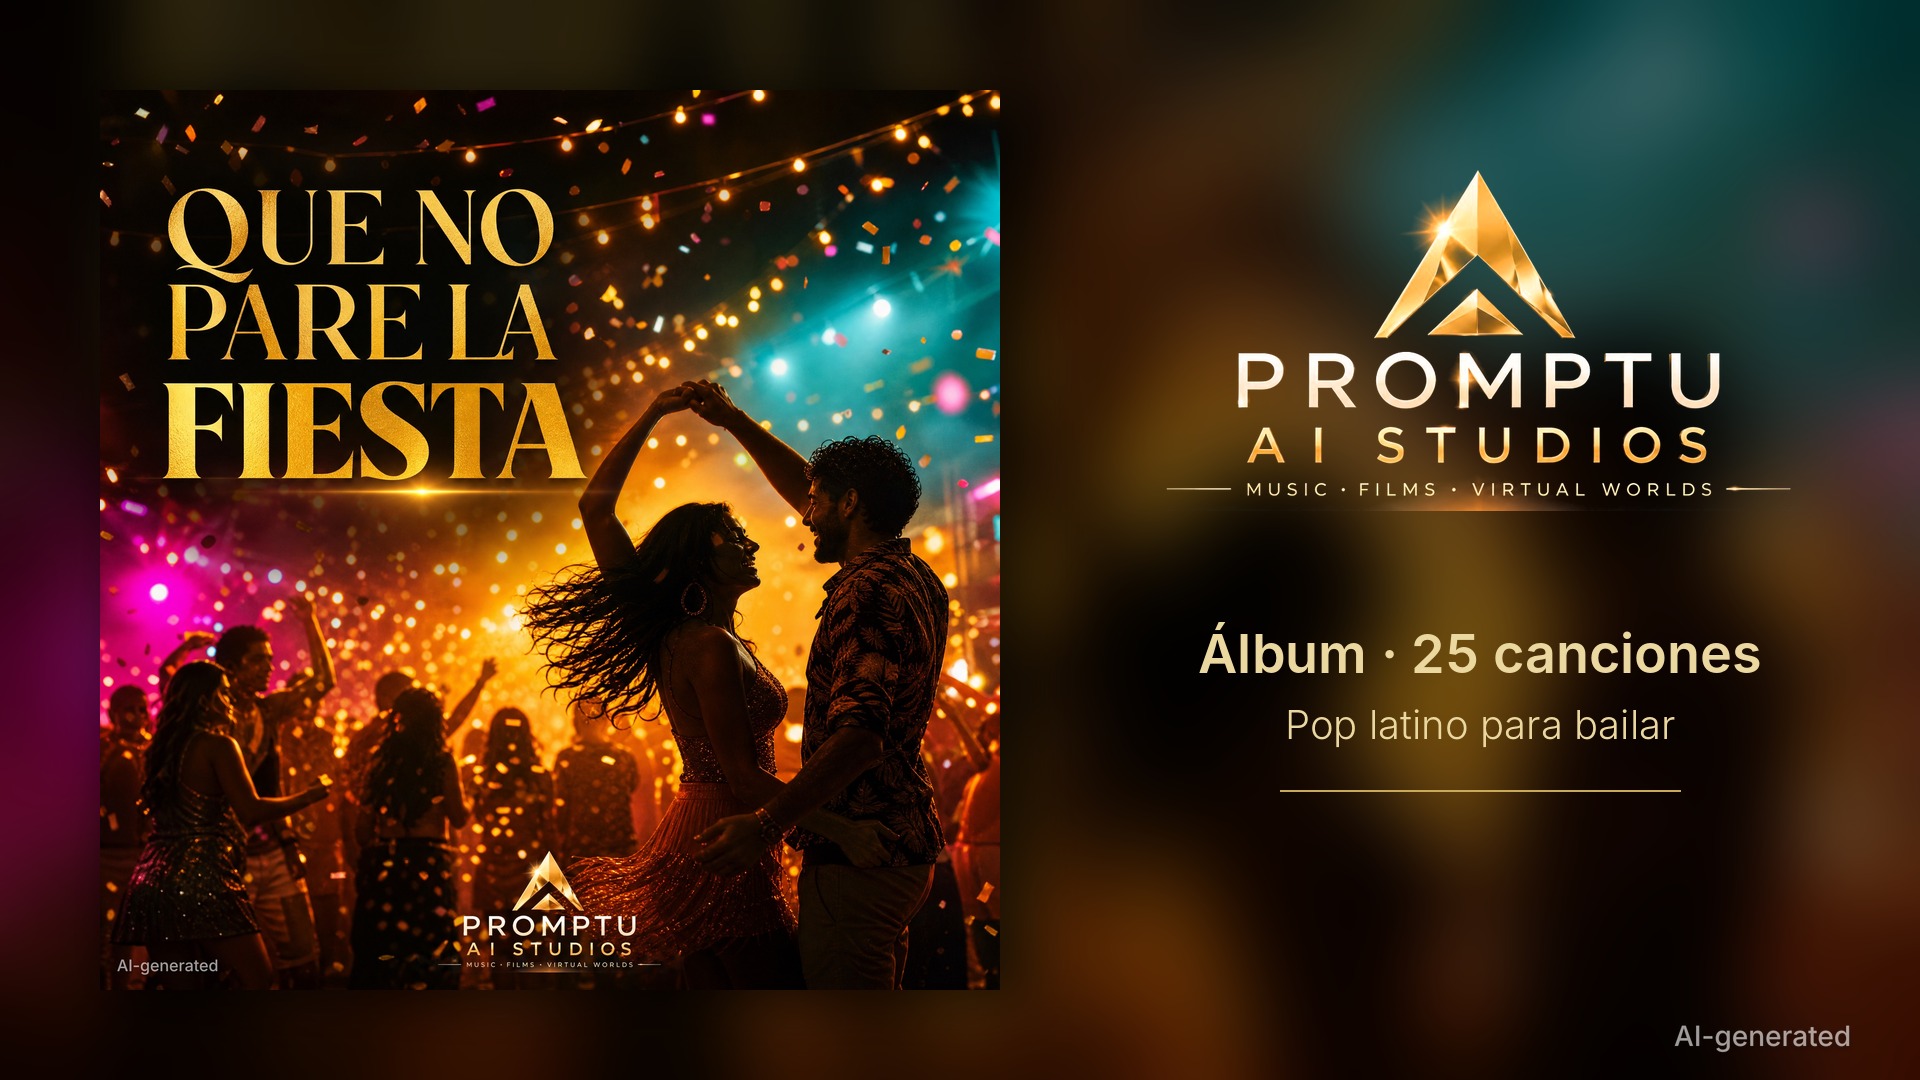 QUE NO
PARE LA
FIESTA
PROMPTU
AI STUDIOS
MUSIC · FILMS · VIRTUAL WORLDS
AI-generated
PROMPTU
AI STUDIOS
MUSIC · FILMS · VIRTUAL WORLDS
Álbum · 25 canciones
Pop latino para bailar
AI-generated